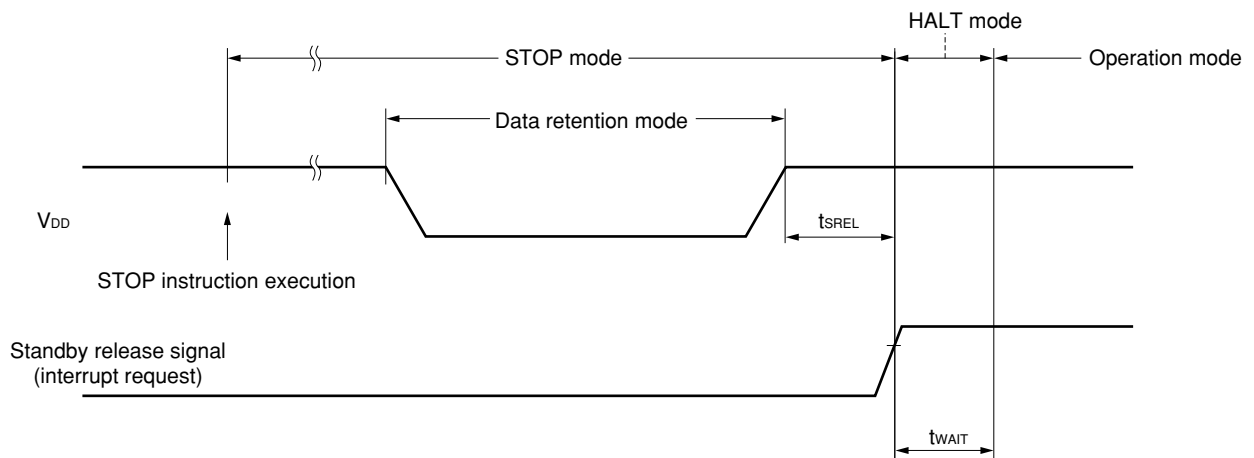 HALT mode
STOP mode
Operation mode
Data retention mode
VDD
tSREL
STOP instruction execution
Standby release signal
(interrupt request)
tWAIT